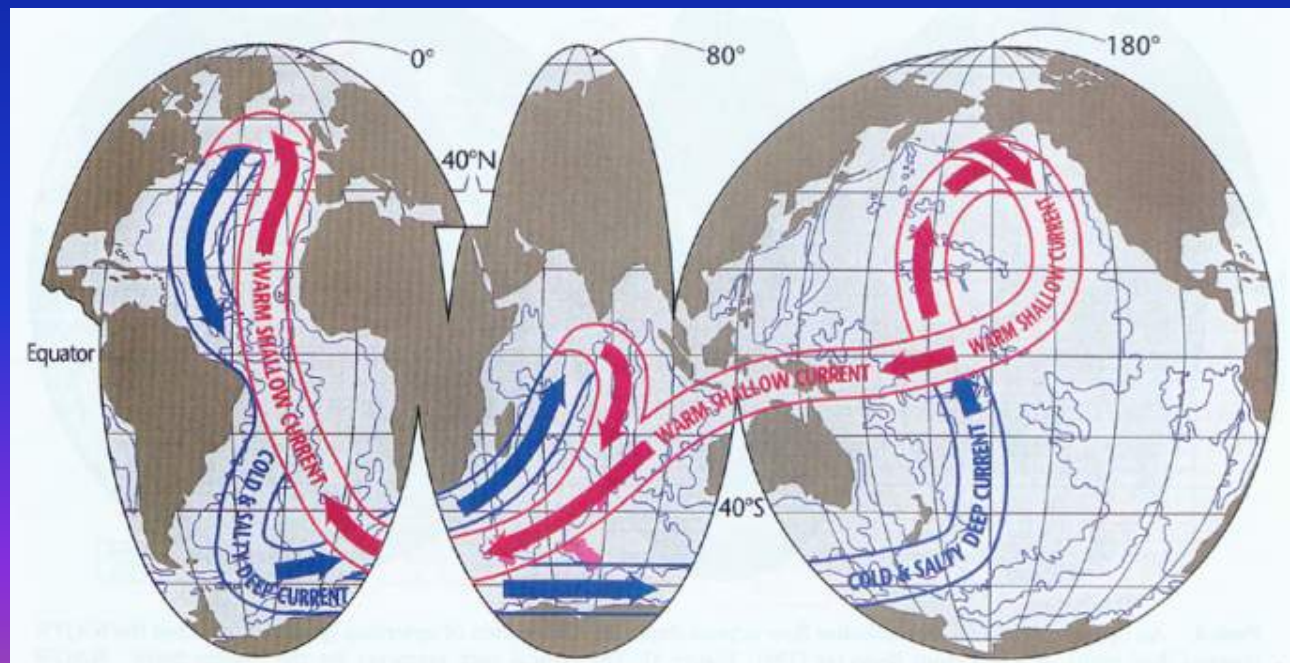 0°
80°
180°
40°N
Equator
40°S
WARM SHALLOW CURRENT
COLD & SALTY DEEP CURRENT
WARM SHALLOW CURRENT
WARM SHALLOW CURRENT
COLD & SALTY DEEP CURRENT